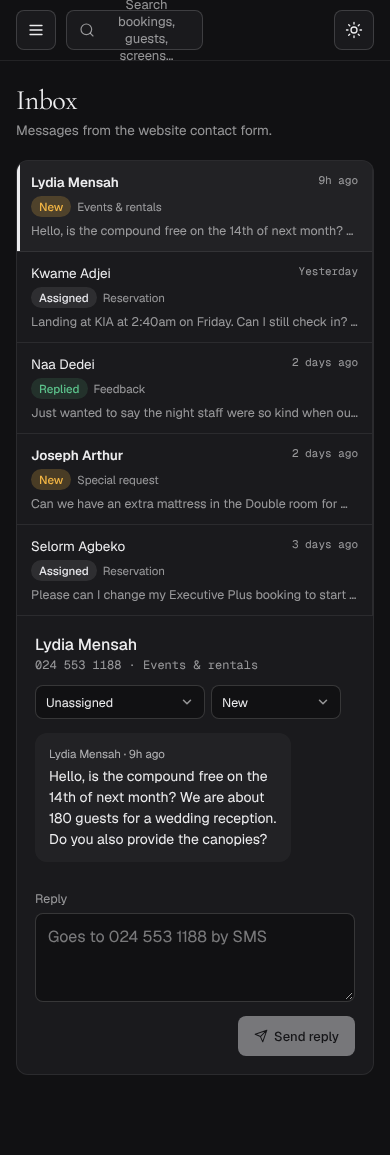 Search
bookings,
guests,
screens...
Inbox
Messages from the website contact form.
Lydia Mensah 9h ago
New Events & rentals
Hello, is the compound free on the 14th of next month? ...
Kwame Adjei Yesterday
Assigned Reservation
Landing at KIA at 2:40am on Friday. Can I still check in? ...
Naa Dedei 2 days ago
Replied Feedback
Just wanted to say the night staff were so kind when ou...
Joseph Arthur 2 days ago
New Special request
Can we have an extra mattress in the Double room for ...
Selorm Agbeko 3 days ago
Assigned Reservation
Please can I change my Executive Plus booking to start ...
Lydia Mensah
024 553 1188 · Events & rentals
Unassigned New
Lydia Mensah · 9h ago
Hello, is the compound free on the
14th of next month? We are about
180 guests for a wedding reception.
Do you also provide the canopies?
Reply
Goes to 024 553 1188 by SMS
Send reply